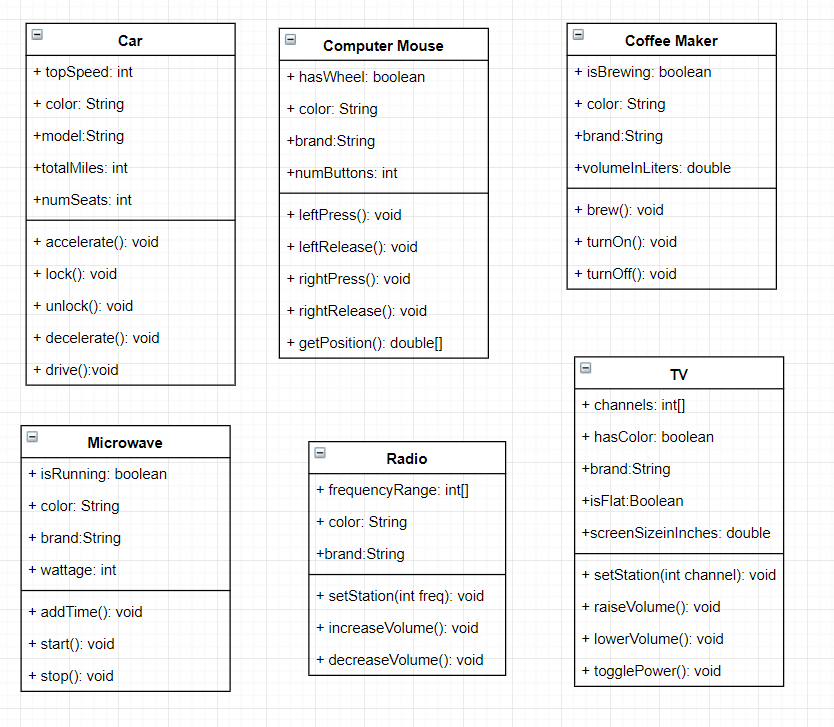 Car
+ topSpeed: int
+ color: String
+model:String
+totalMiles: int
+numSeats: int
+ accelerate(): void
+ lock(): void
+ unlock(): void
+ decelerate(): void
+ drive():void
Computer Mouse
+ hasWheel: boolean
+ color: String
+brand:String
+numButtons: int
+ leftPress(): void
+ leftRelease(): void
+ rightPress(): void
+ rightRelease(): void
+ getPosition(): double[]
Coffee Maker
+ isBrewing: boolean
+ color: String
+brand:String
+volumeInLiters: double
+ brew(): void
+ turnOn(): void
+ turnOff(): void
Microwave
+ isRunning: boolean
+ color: String
+ brand:String
+ wattage: int
+ addTime(): void
+ start(): void
+ stop(): void
Radio
+ frequencyRange: int[]
+ color: String
+brand:String
+ setStation(int freq): void
+ increaseVolume(): void
+ decreaseVolume(): void
TV
+ channels: int[]
+ hasColor: boolean
+brand:String
+isFlat:Boolean
+screenSizeinInches: double
+ setStation(int channel): void
+ raiseVolume(): void
+ lowerVolume(): void
+ togglePower(): void